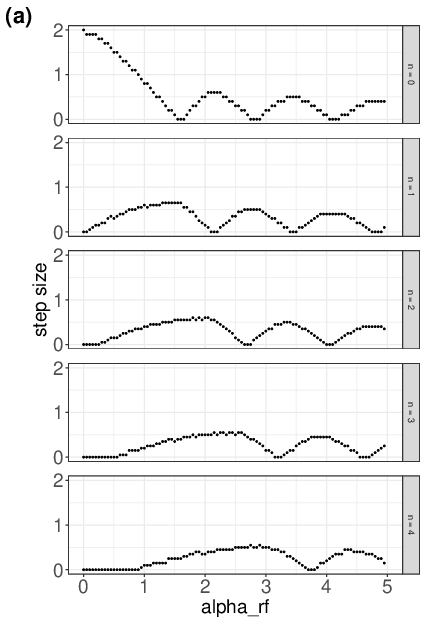 (a)
step size
2
1
0
n = 0
2
1
0
n = 1
2
1
0
n = 2
2
1
0
n = 3
2
1
0
n = 4
0 1 2 3 4 5
alpha_rf